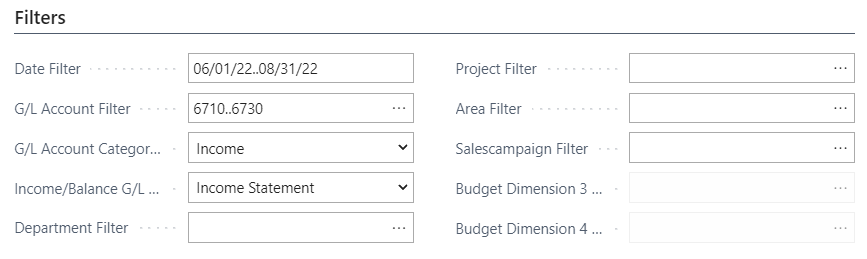 Filters
Date Filter 06/01/22..08/31/22
G/L Account Filter 6710..6730 ...
G/L Account Categor... Income
Income/Balance G/L ... Income Statement
Department Filter ...
Project Filter ...
Area Filter ...
Salescampaign Filter ...
Budget Dimension 3 ... ...
Budget Dimension 4 ... ...